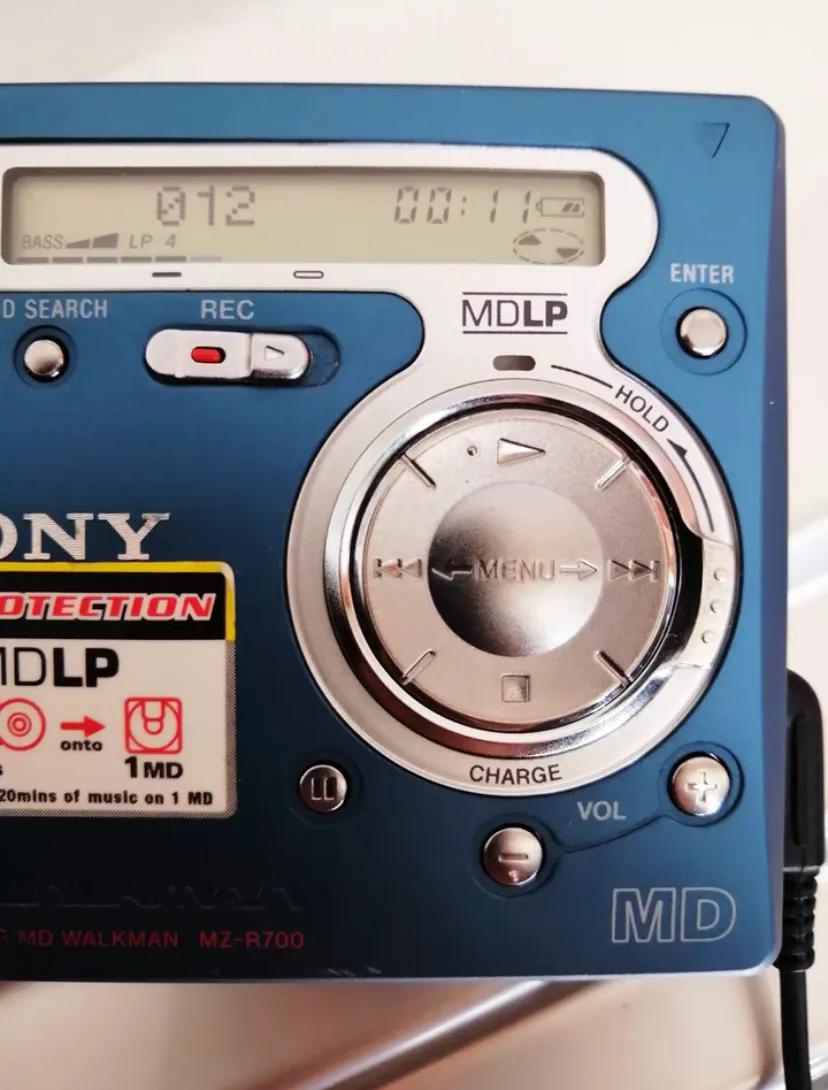 012 00:11
BASS LP 4
ENTER
D SEARCH REC
MDLP
HOLD
ONY
MENU
OTECTION
MDLP
onto
1MD
s
20mins of music on 1 MD
CHARGE
VOL
WALKMAN
G MD WALKMAN MZ-R700
MD